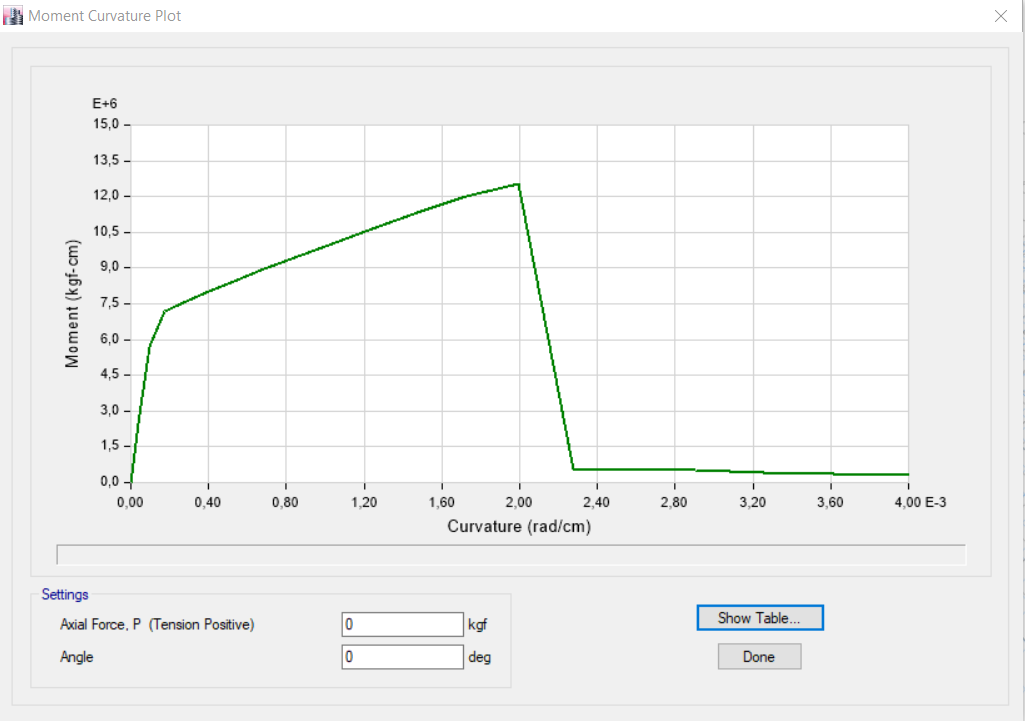 Moment Curvature Plot
E+6
15,0
13,5
12,0
10,5
9,0
7,5
6,0
4,5
3,0
1,5
0,0
Moment (kgf-cm)
0,00 0,40 0,80 1,20 1,60 2,00 2,40 2,80 3,20 3,60 4,00 E-3
Curvature (rad/cm)
Settings
Axial Force, P (Tension Positive) 0 kgf
Angle 0 deg
Show Table...
Done